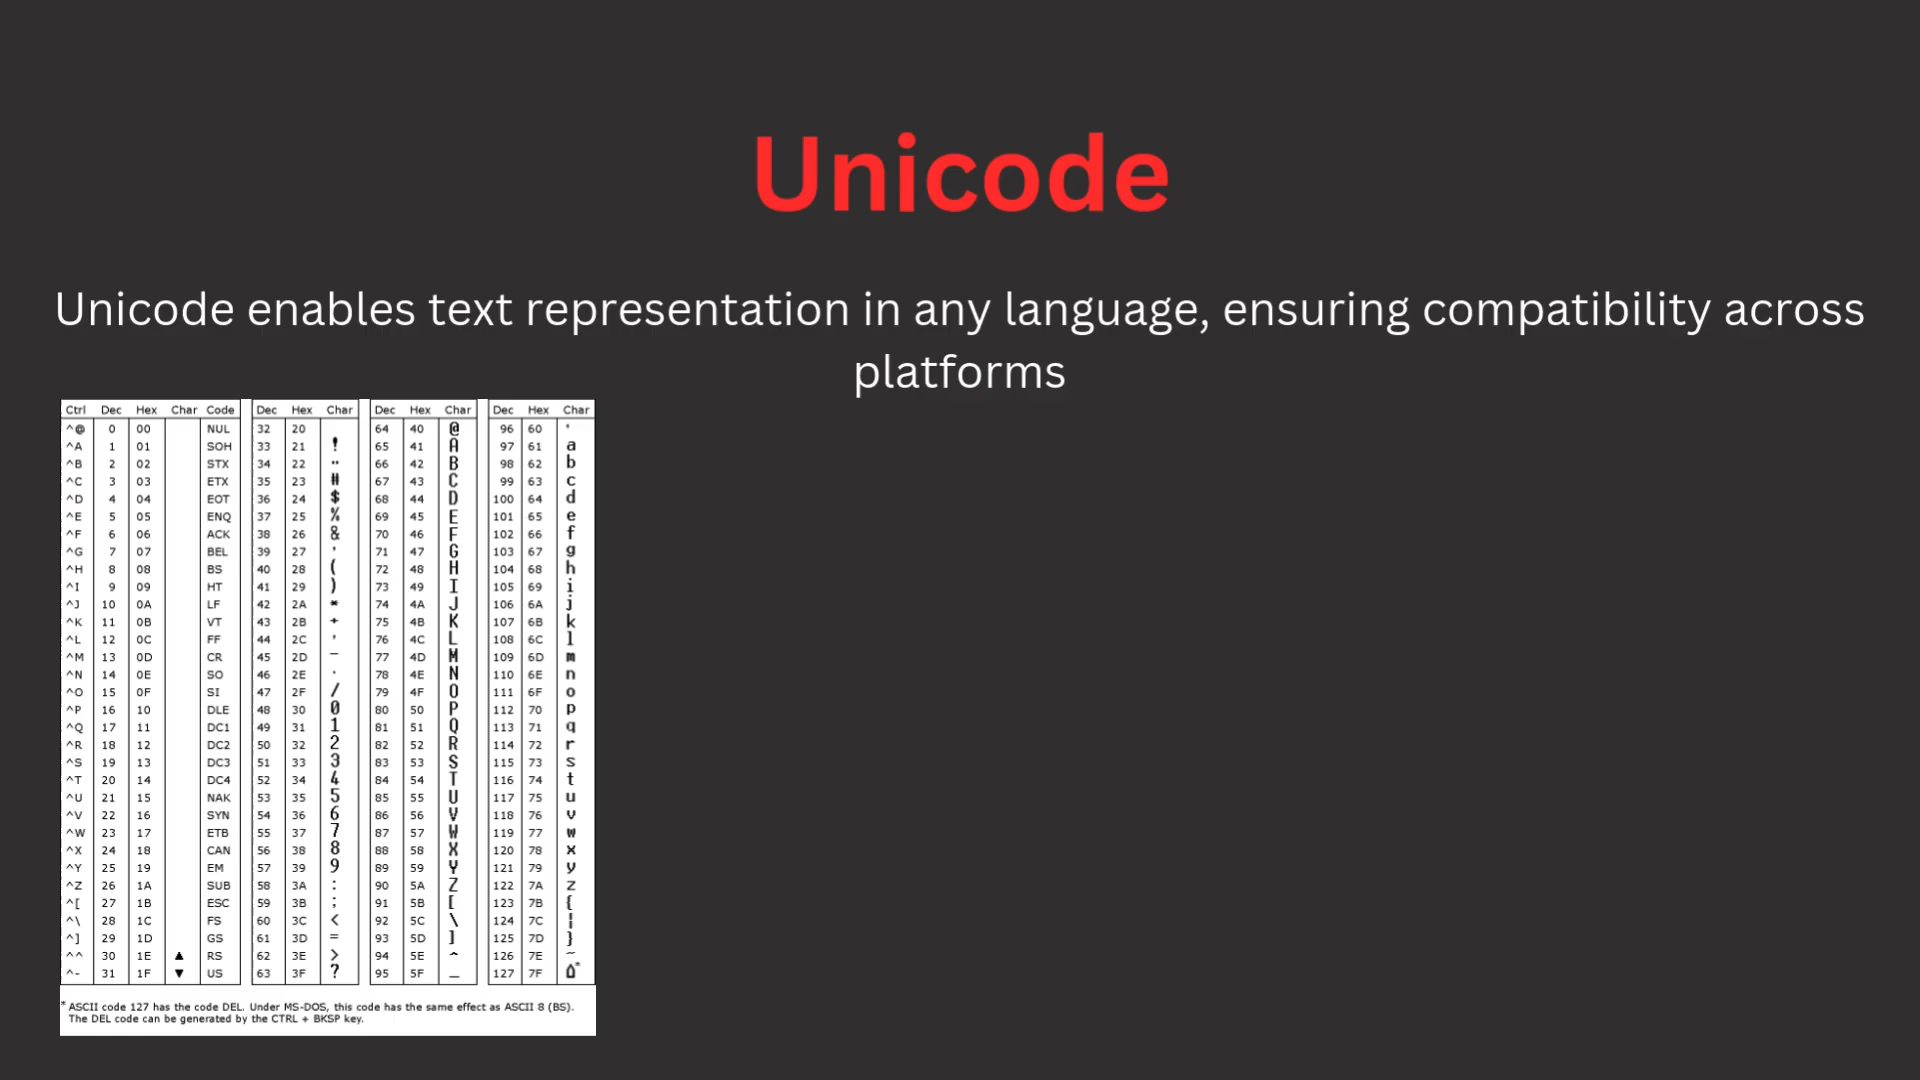 Unicode
Unicode enables text representation in any language, ensuring compatibility across
platforms
Ctrl Dec Hex Char Code Dec Hex Char Dec Hex Char Dec Hex Char
^@ 0 00 NUL 32 20 64 40 @ 96 60 `
^A 1 01 SOH 33 21 ! 65 41 A 97 61 a
^B 2 02 STX 34 22 " 66 42 B 98 62 b
^C 3 03 ETX 35 23 # 67 43 C 99 63 c
^D 4 04 EOT 36 24 $ 68 44 D 100 64 d
^E 5 05 ENQ 37 25 % 69 45 E 101 65 e
^F 6 06 ACK 38 26 & 70 46 F 102 66 f
^G 7 07 BEL 39 27 ' 71 47 G 103 67 g
^H 8 08 BS 40 28 ( 72 48 H 104 68 h
^I 9 09 HT 41 29 ) 73 49 I 105 69 i
^J 10 0A LF 42 2A * 74 4A J 106 6A j
^K 11 0B VT 43 2B + 75 4B K 107 6B k
^L 12 0C FF 44 2C , 76 4C L 108 6C l
^M 13 0D CR 45 2D - 77 4D M 109 6D m
^N 14 0E SO 46 2E . 78 4E N 110 6E n
^O 15 0F SI 47 2F / 79 4F O 111 6F o
^P 16 10 DLE 48 30 0 80 50 P 112 70 p
^Q 17 11 DC1 49 31 1 81 51 Q 113 71 q
^R 18 12 DC2 50 32 2 82 52 R 114 72 r
^S 19 13 DC3 51 33 3 83 53 S 115 73 s
^T 20 14 DC4 52 34 4 84 54 T 116 74 t
^U 21 15 NAK 53 35 5 85 55 U 117 75 u
^V 22 16 SYN 54 36 6 86 56 V 118 76 v
^W 23 17 ETB 55 37 7 87 57 W 119 77 w
^X 24 18 CAN 56 38 8 88 58 X 120 78 x
^Y 25 19 EM 57 39 9 89 59 Y 121 79 y
^Z 26 1A SUB 58 3A : 90 5A Z 122 7A z
^[ 27 1B ESC 59 3B ; 91 5B [ 123 7B {
^\ 28 1C FS 60 3C < 92 5C \ 124 7C ¦
^] 29 1D GS 61 3D = 93 5D ] 125 7D }
^^ 30 1E ▲ RS 62 3E > 94 5E ^ 126 7E ~
^- 31 1F ▼ US 63 3F ? 95 5F _ 127 7F ⌂*
* ASCII code 127 has the code DEL. Under MS-DOS, this code has the same effect as ASCII 8 (BS).
The DEL code can be generated by the CTRL + BKSP key.